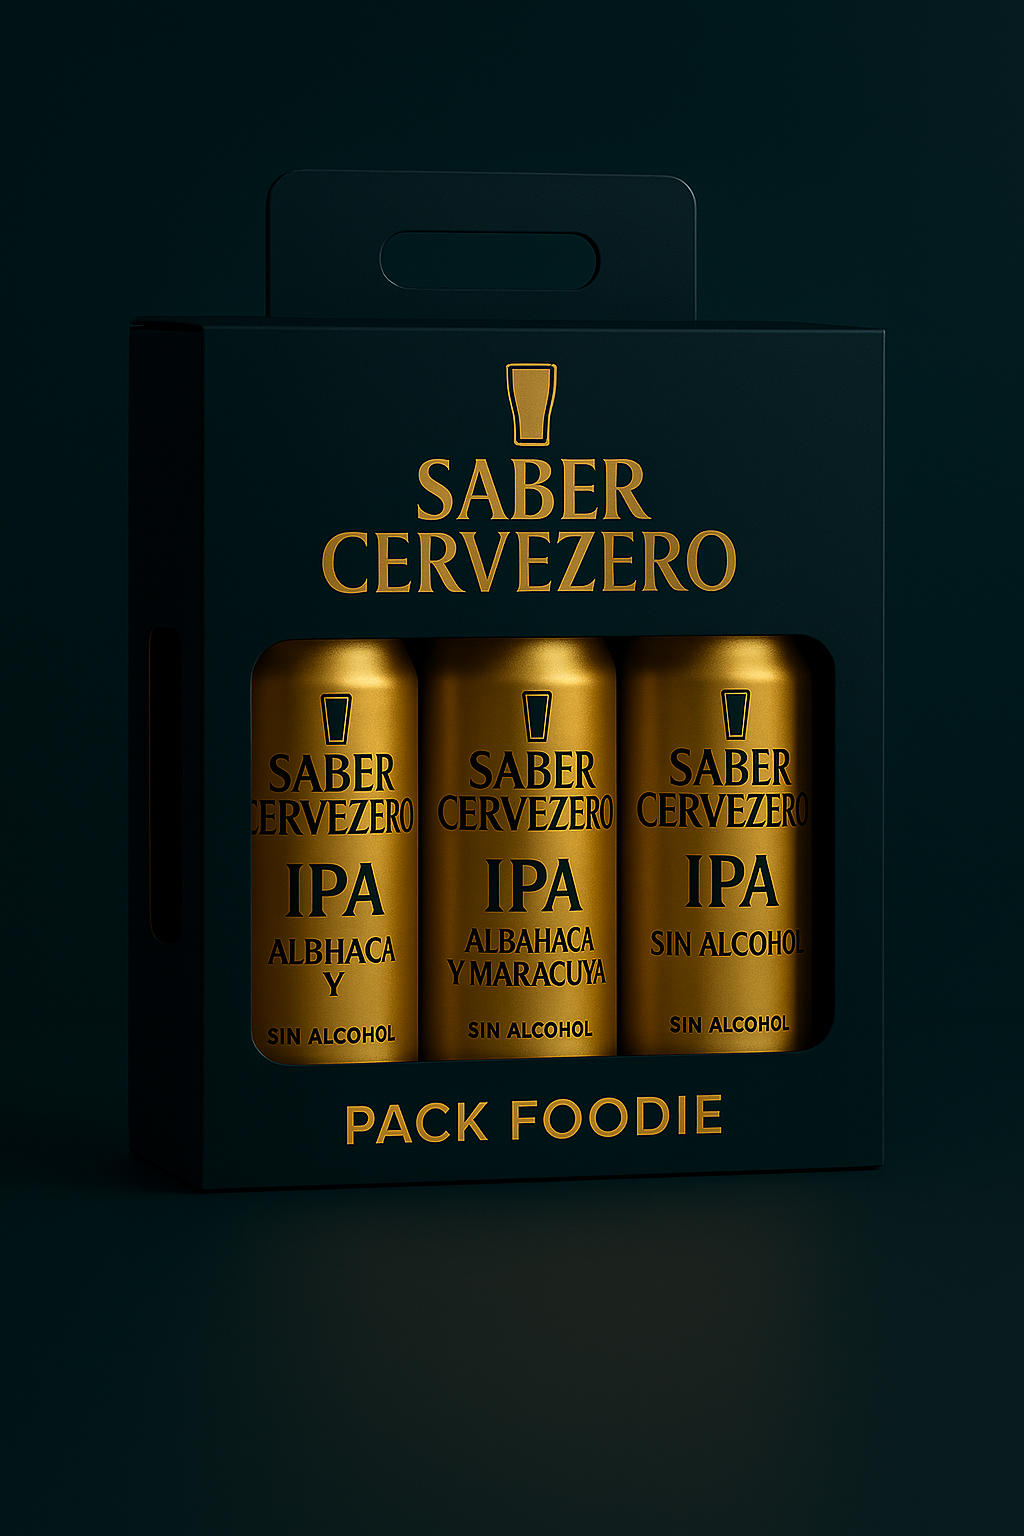 SABER
CERVEZERO
SABER
CERVEZERO
IPA
ALBHACA
Y
SIN ALCOHOL
SABER
CERVEZERO
IPA
ALBAHACA
Y MARACUYA
SIN ALCOHOL
SABER
CERVEZERO
IPA
SIN ALCOHOL
SIN ALCOHOL
PACK FOODIE